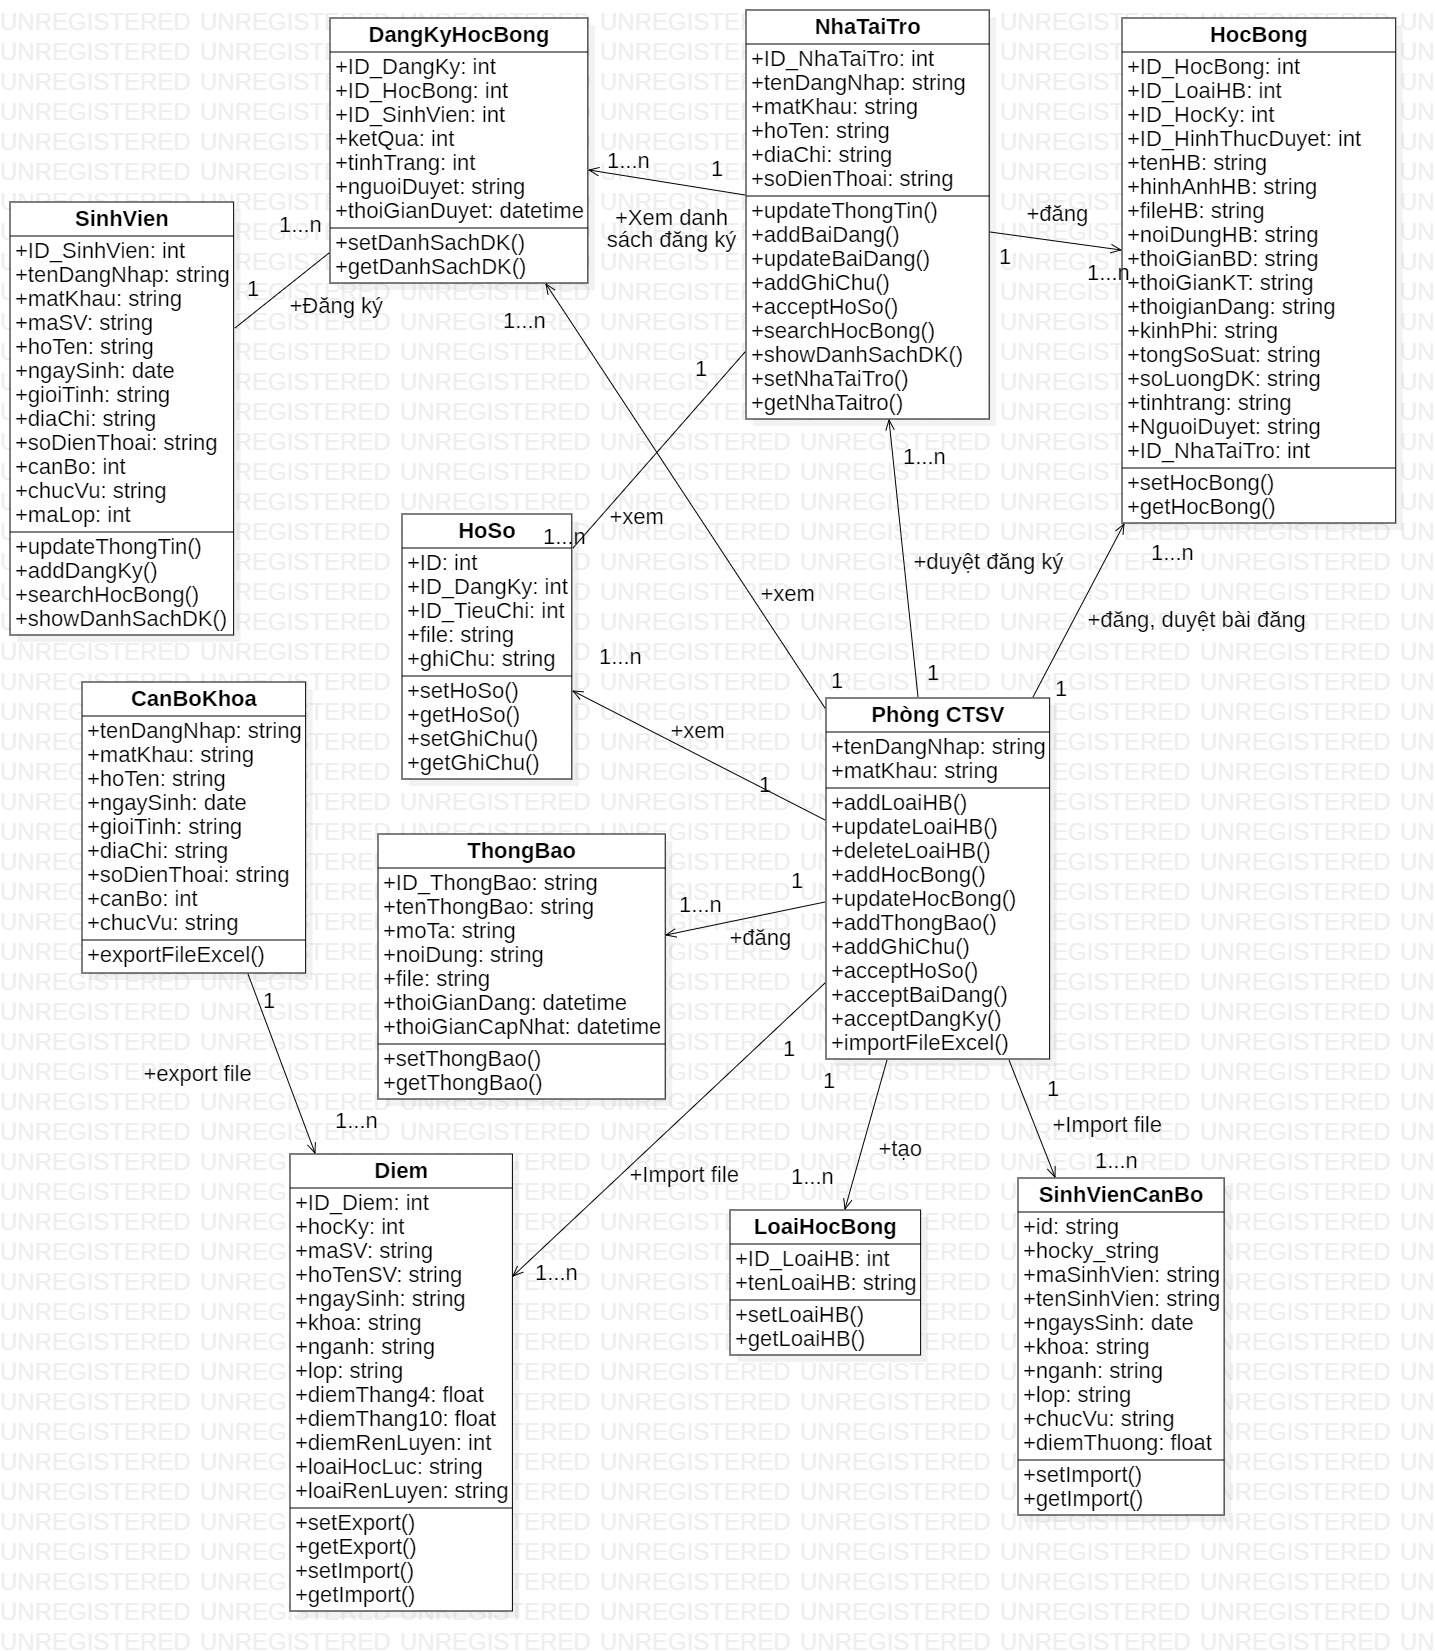 DangKyHocBong
+ID_DangKy: int
+ID_HocBong: int
+ID_SinhVien: int
+ketQua: int
+tinhTrang: int
+nguoiDuyet: string
+thoiGianDuyet: datetime
+setDanhSachDK()
+getDanhSachDK()
NhaTaiTro
+ID_NhaTaiTro: int
+tenDangNhap: string
+matKhau: string
+hoTen: string
+diaChi: string
+soDienThoai: string
+updateThongTin()
+addBaiDang()
+updateBaiDang()
+addGhiChu()
+acceptHoSo()
+searchHocBong()
+showDanhSachDK()
+setNhaTaiTro()
+getNhaTaitro()
HocBong
+ID_HocBong: int
+ID_LoaiHB: int
+ID_HocKy: int
+ID_HinhThucDuyet: int
+tenHB: string
+hinhAnhHB: string
+fileHB: string
+noiDungHB: string
+thoiGianBD: string
+thoiGianKT: string
+thoigianDang: string
+kinhPhi: string
+tongSoSuat: string
+soLuongDK: string
+tinhtrang: string
+NguoiDuyet: string
+ID_NhaTaiTro: int
+setHocBong()
+getHocBong()
1...n
1
+Xem danh
sách đăng ký
+đăng
1
1...n
SinhVien
+ID_SinhVien: int
+tenDangNhap: string
+matKhau: string
+maSV: string
+hoTen: string
+ngaySinh: date
+gioiTinh: string
+diaChi: string
+soDienThoai: string
+canBo: int
+chucVu: string
+maLop: int
+updateThongTin()
+addDangKy()
+searchHocBong()
+showDanhSachDK()
1...n
1
+Đăng ký
1...n
1
+xem
1...n
1...n
+duyệt đăng ký
1
+xem
1
1...n
+đăng, duyệt bài đăng
1
HoSo
+ID: int
+ID_DangKy: int
+ID_TieuChi: int
+file: string
+ghiChu: string
+setHoSo()
+getHoSo()
+setGhiChu()
+getGhiChu()
1...n
+xem
1
CanBoKhoa
+tenDangNhap: string
+matKhau: string
+hoTen: string
+ngaySinh: date
+gioiTinh: string
+diaChi: string
+soDienThoai: string
+canBo: int
+chucVu: string
+exportFileExcel()
Phòng CTSV
+tenDangNhap: string
+matKhau: string
+addLoaiHB()
+updateLoaiHB()
+deleteLoaiHB()
+addHocBong()
+updateHocBong()
+addThongBao()
+addGhiChu()
+acceptHoSo()
+acceptBaiDang()
+acceptDangKy()
+importFileExcel()
ThongBao
+ID_ThongBao: string
+tenThongBao: string
+moTa: string
+noiDung: string
+file: string
+thoiGianDang: datetime
+thoiGianCapNhat: datetime
+setThongBao()
+getThongBao()
1
1...n
+đăng
1
+export file
1...n
1
+Import file
1...n
1
+tạo
1...n
1
+Import file
1...n
Diem
+ID_Diem: int
+hocKy: int
+maSV: string
+hoTenSV: string
+ngaySinh: string
+khoa: string
+nganh: string
+lop: string
+diemThang4: float
+diemThang10: float
+diemRenLuyen: int
+loaiHocLuc: string
+loaiRenLuyen: string
+setExport()
+getExport()
+setImport()
+getImport()
LoaiHocBong
+ID_LoaiHB: int
+tenLoaiHB: string
+setLoaiHB()
+getLoaiHB()
SinhVienCanBo
+id: string
+hocky_string
+maSinhVien: string
+tenSinhVien: string
+ngaysSinh: date
+khoa: string
+nganh: string
+lop: string
+chucVu: string
+diemThuong: float
+setImport()
+getImport()